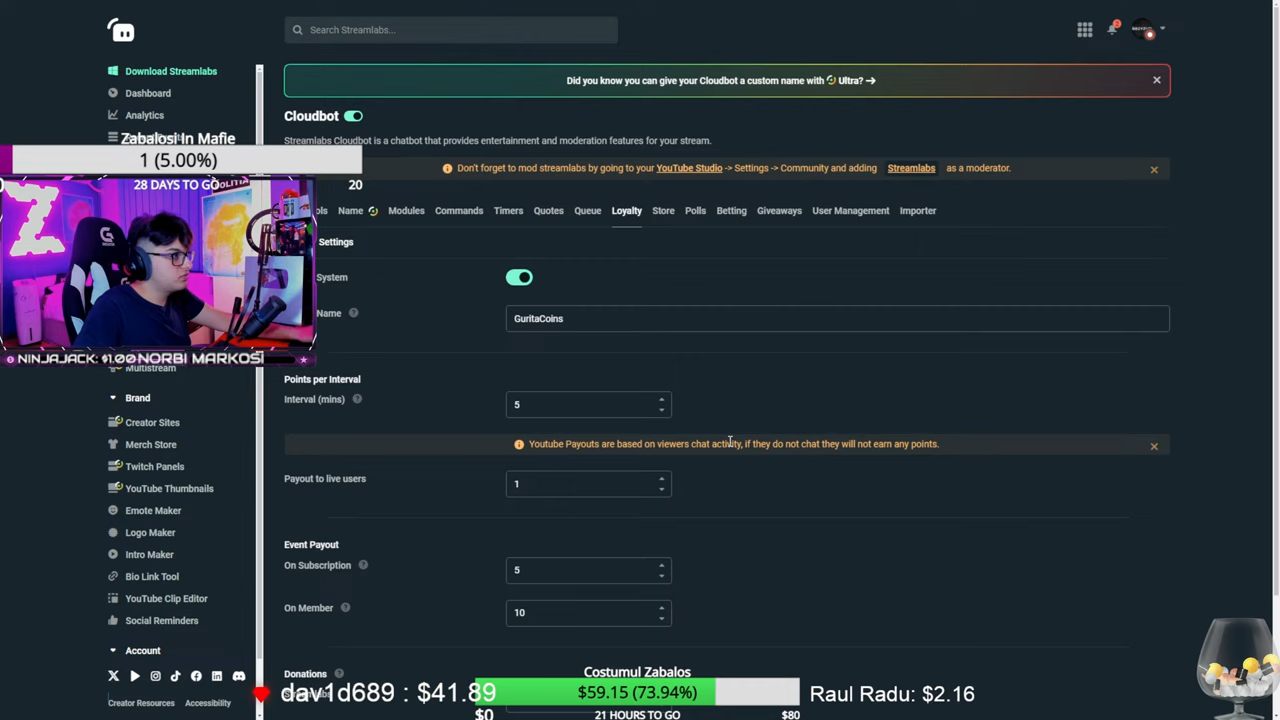 Search Streamlabs...
2
Download Streamlabs
Dashboard
Analytics
Zabalosi In Mafie
1 (5.00%)
28 DAYS TO GO
20
NINJAJACK: $1.00 NORBI MARKOSI
Multistream
Brand
Creator Sites
Merch Store
Twitch Panels
YouTube Thumbnails
Emote Maker
Logo Maker
Intro Maker
Bio Link Tool
YouTube Clip Editor
Social Reminders
Account
Creator Resources Accessibility
Did you know you can give your Cloudbot a custom name with Ultra? →
Cloudbot
Streamlabs Cloudbot is a chatbot that provides entertainment and moderation features for your stream.
Don't forget to mod streamlabs by going to your YouTube Studio -> Settings -> Community and adding Streamlabs as a moderator.
ols Name Modules Commands Timers Quotes Queue Loyalty Store Polls Betting Giveaways User Management Importer
Settings
System
Name
GuritaCoins
Points per Interval
Interval (mins)
5
Youtube Payouts are based on viewers chat activity, if they do not chat they will not earn any points.
Payout to live users
1
Event Payout
On Subscription
5
On Member
10
Donations
Costumul Zabalos
dav1d689 : $41.89
$59.15 (73.94%)
Raul Radu: $2.16
$0
21 HOURS TO GO
$80